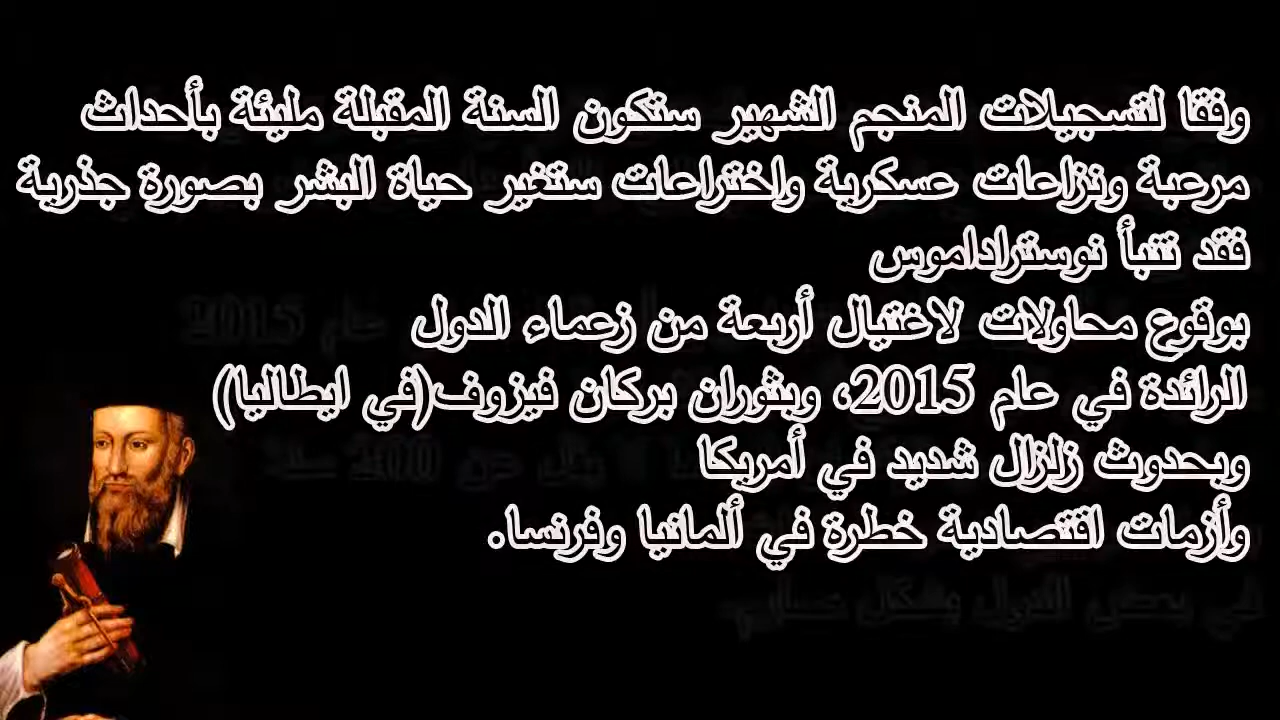 وفقا لتسجيلات المنجم الشهير ستكون السنة المقبلة مليئة بأحداث
مرعبة ونزاعات عسكرية واختراعات ستغير حياة البشر بصورة جذرية
فقد تنبأ نوستراداموس
بوقوع محاولات لاغتيال أربعة من زعماء الدول
الرائدة في عام 2015، وبثوران بركان فيزوف(في ايطاليا)
وبحدوث زلزال شديد في أمريكا
وأزمات اقتصادية خطرة في ألمانيا وفرنسا.